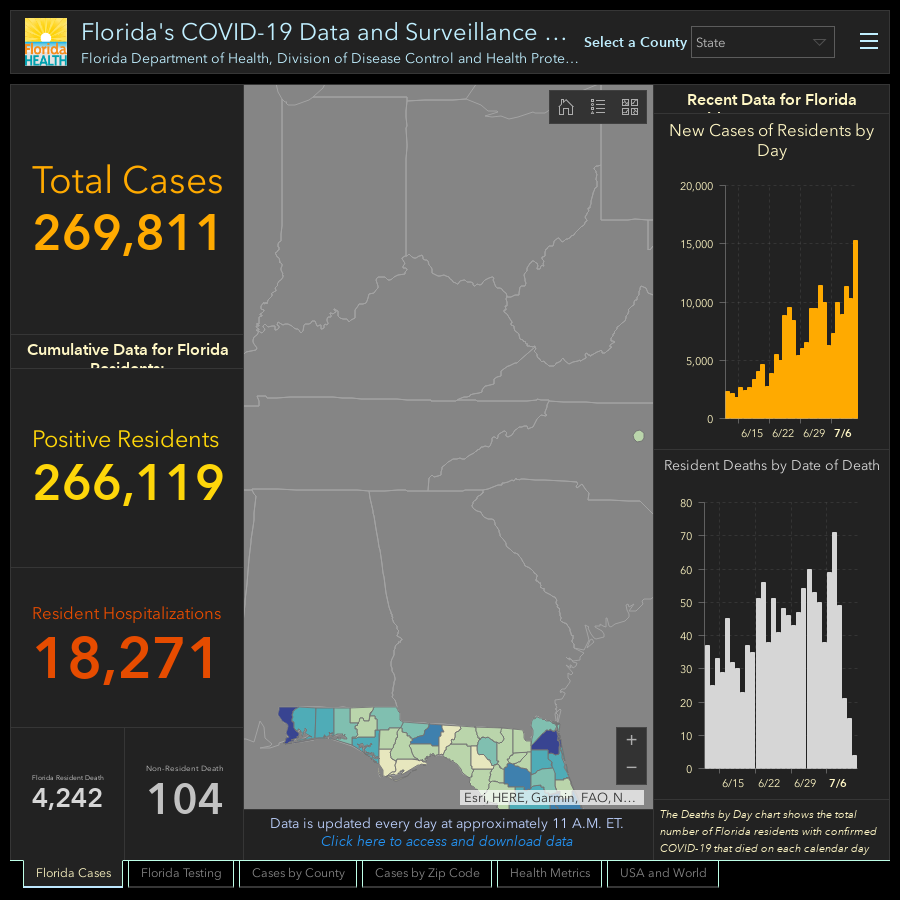 Florida
HEALTH
Florida's COVID-19 Data and Surveillance ...
Florida Department of Health, Division of Disease Control and Health Prote...
Select a County
State
Total Cases
269,811
Cumulative Data for Florida
Residents:
Positive Residents
266,119
Resident Hospitalizations
18,271
Florida Resident Death
4,242
Non-Resident Death
104
+
−
Esri, HERE, Garmin, FAO, N...
Data is updated every day at approximately 11 A.M. ET.
Click here to access and download data
Recent Data for Florida
New Cases of Residents by
Day
20,000
15,000
10,000
5,000
0
6/15 6/22 6/29 7/6
Resident Deaths by Date of Death
80
70
60
50
40
30
20
10
0
6/15 6/22 6/29 7/6
The Deaths by Day chart shows the total
number of Florida residents with confirmed
COVID-19 that died on each calendar day
Florida Cases
Florida Testing
Cases by County
Cases by Zip Code
Health Metrics
USA and World